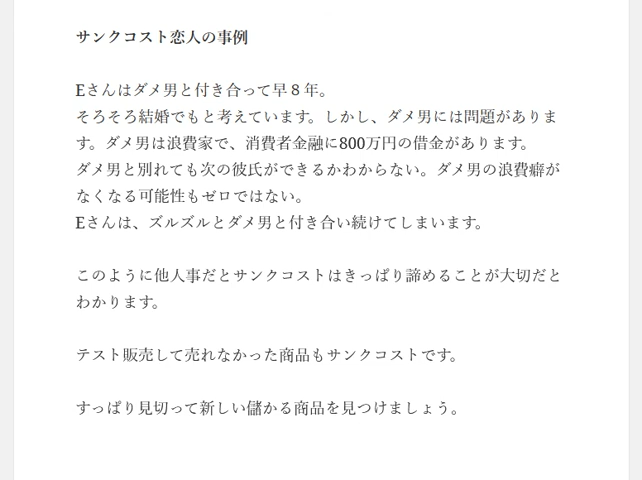 サンクコスト恋人の事例
Eさんはダメ男と付き合って早８年。
そろそろ結婚でもと考えています。しかし、ダメ男には問題がありま
す。ダメ男は浪費家で、消費者金融に800万円の借金があります。
ダメ男と別れても次の彼氏ができるかわからない。ダメ男の浪費癖が
なくなる可能性もゼロではない。
Eさんは、ズルズルとダメ男と付き合い続けてしまいます。
このように他人事だとサンクコストはきっぱり諦めることが大切だと
わかります。
テスト販売して売れなかった商品もサンクコストです。
すっぱり見切って新しい儲かる商品を見つけましょう。